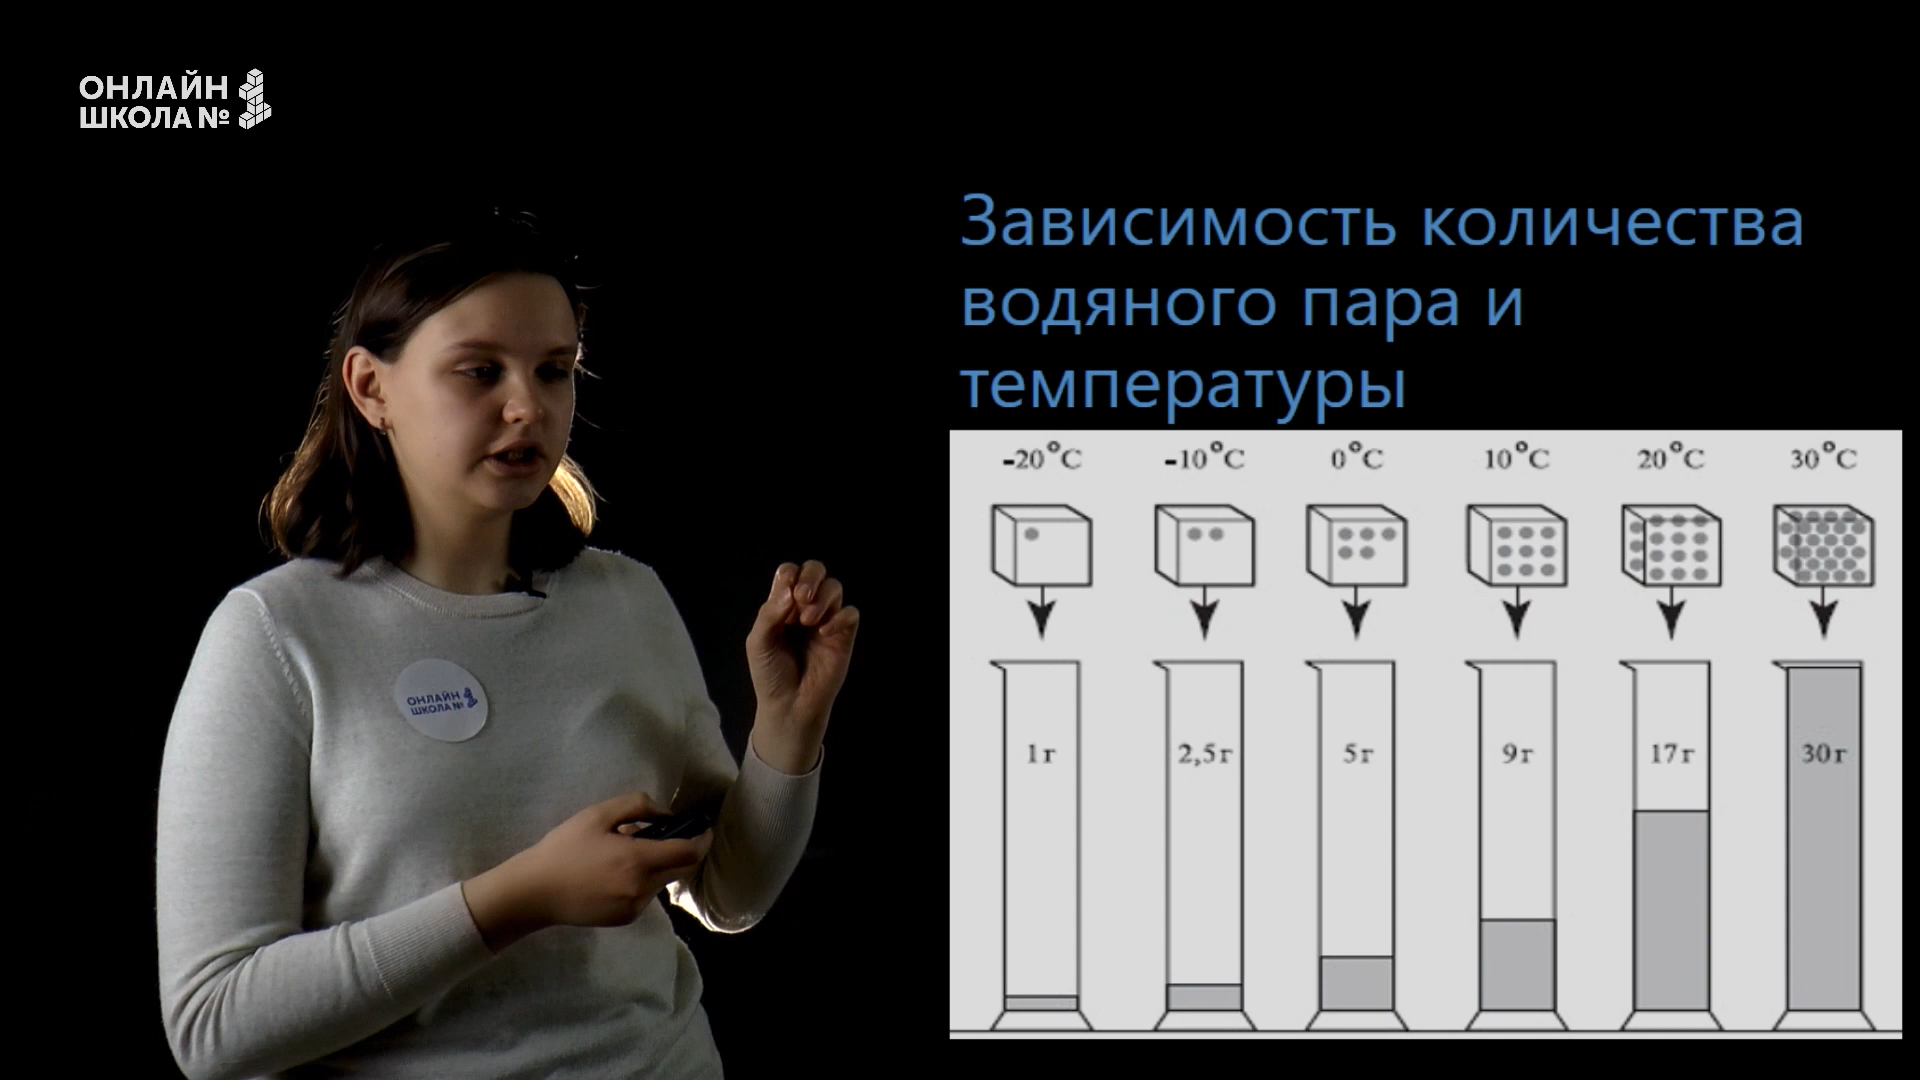 ОНЛАЙН
ШКОЛА №
Зависимость количества
водяного пара и
температуры
-20°C -10°C 0°C 10°C 20°C 30°C
1г 2,5г 5г 9г 17г 30г
ОНЛАЙН
ШКОЛА №